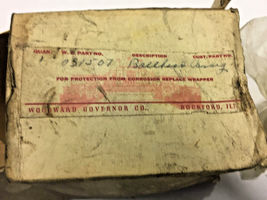 QUAN. W. G. PART NO. DESCRIPTION CUST. PART NO.
1 031507 Ballhead Assy
FOR PROTECTION FROM CORROSION REPLACE WRAPPER
WOODWARD GOVERNOR CO., ROCKFORD, ILL